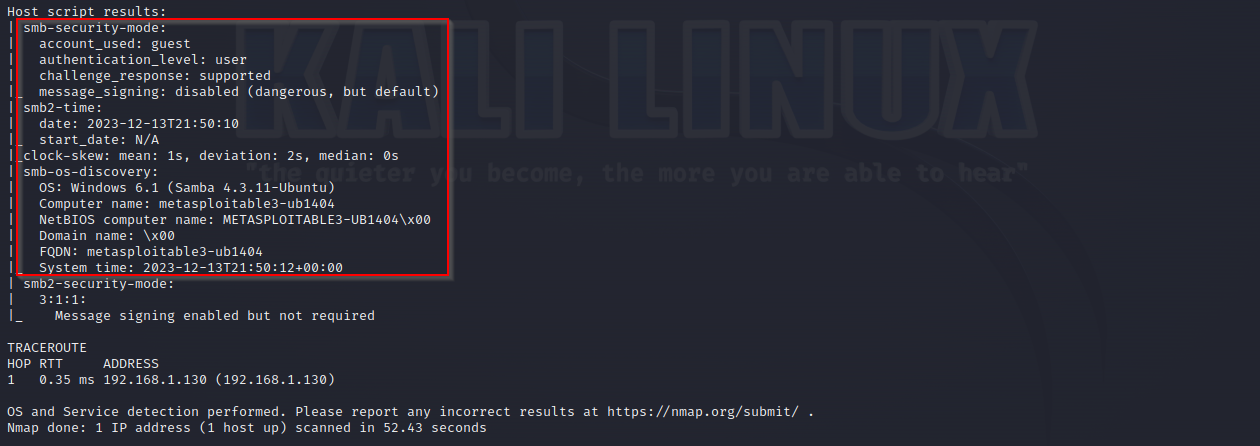 Host script results:
| smb-security-mode:
|   account_used: guest
|   authentication_level: user
|   challenge_response: supported
|_  message_signing: disabled (dangerous, but default)
| smb2-time:
|   date: 2023-12-13T21:50:10
|_  start_date: N/A
|_clock-skew: mean: 1s, deviation: 2s, median: 0s
| smb-os-discovery:
|   OS: Windows 6.1 (Samba 4.3.11-Ubuntu)
|   Computer name: metasploitable3-ub1404
|   NetBIOS computer name: METASPLOITABLE3-UB1404\x00
|   Domain name: \x00
|   FQDN: metasploitable3-ub1404
|_  System time: 2023-12-13T21:50:12+00:00
| smb2-security-mode:
|   3:1:1:
|_    Message signing enabled but not required
TRACEROUTE
HOP RTT     ADDRESS
1   0.35 ms 192.168.1.130 (192.168.1.130)
OS and Service detection performed. Please report any incorrect results at https://nmap.org/submit/ .
Nmap done: 1 IP address (1 host up) scanned in 52.43 seconds
KALI LINUX
"the quieter you become, the more you are able to hear"